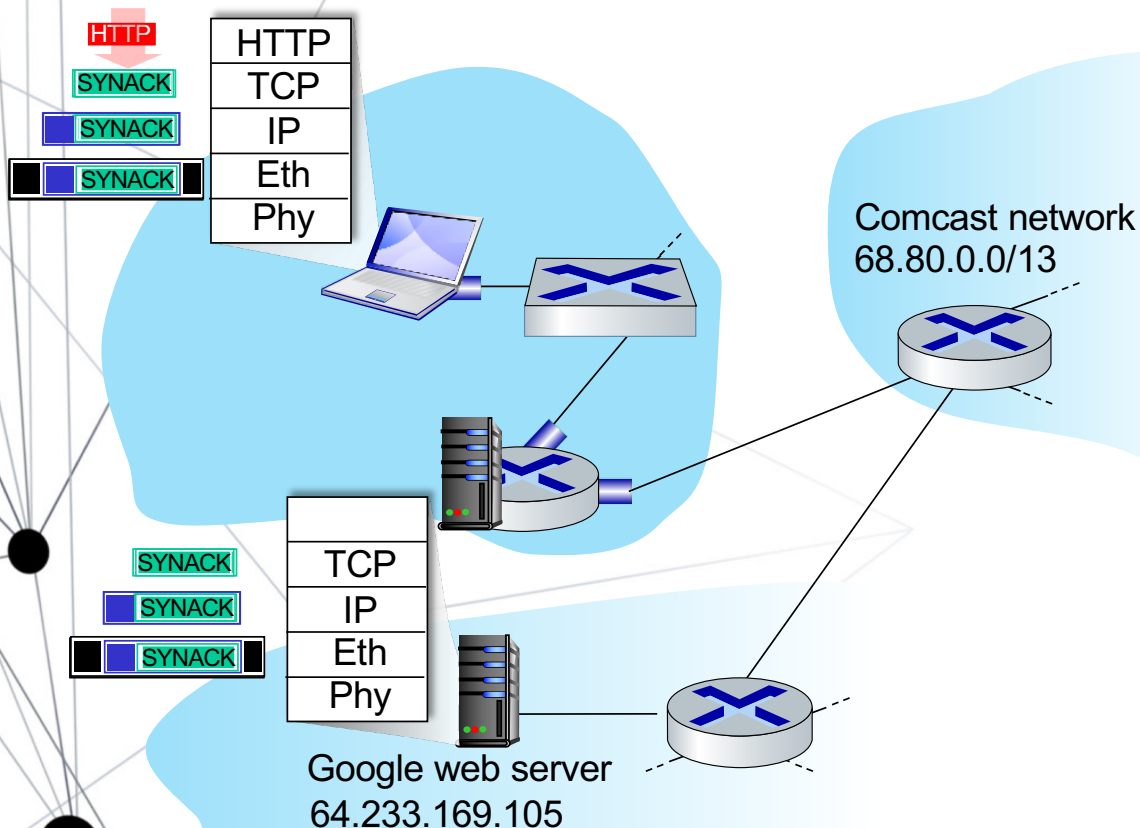 HTTP
SYNACK
SYNACK
SYNACK
HTTP
TCP
IP
Eth
Phy
Comcast network
68.80.0.0/13
SYNACK
SYNACK
SYNACK
TCP
IP
Eth
Phy
Google web server
64.233.169.105